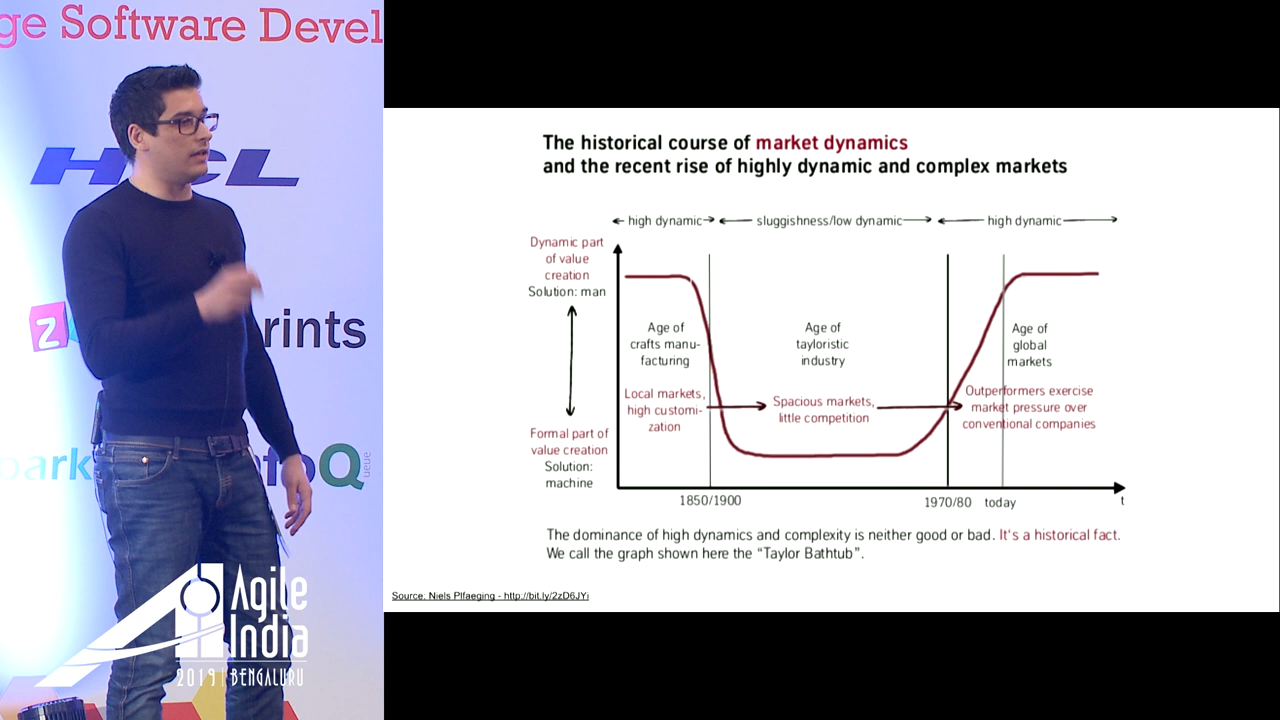 ge Software Devel
HCL
z
rints
park
foQ
queue
Agile
India
2019 | BENGALURU
The historical course of market dynamics
and the recent rise of highly dynamic and complex markets
high dynamic
sluggishness/low dynamic
high dynamic
Dynamic part
of value
creation
Solution: man
Formal part of
value creation
Solution:
machine
Age of
crafts manu-
facturing
Local markets,
high customi-
zation
Age of
tayloristic
industry
Spacious markets,
little competition
Age of
global
markets
Outperformers exercise
market pressure over
conventional companies
1850/1900
1970/80
today
t
The dominance of high dynamics and complexity is neither good or bad. It's a historical fact.
We call the graph shown here the “Taylor Bathtub”.
Source: Niels Plfaeging - http://bit.ly/2zD6JYi